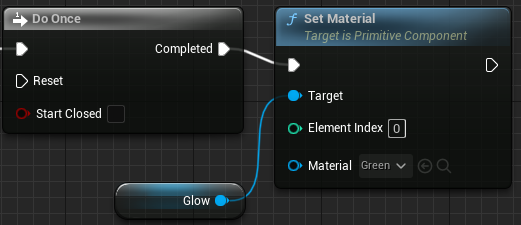 Do Once
Completed
Reset
Start Closed
Glow
Set Material
Target is Primitive Component
Target
Element Index 0
Material Green